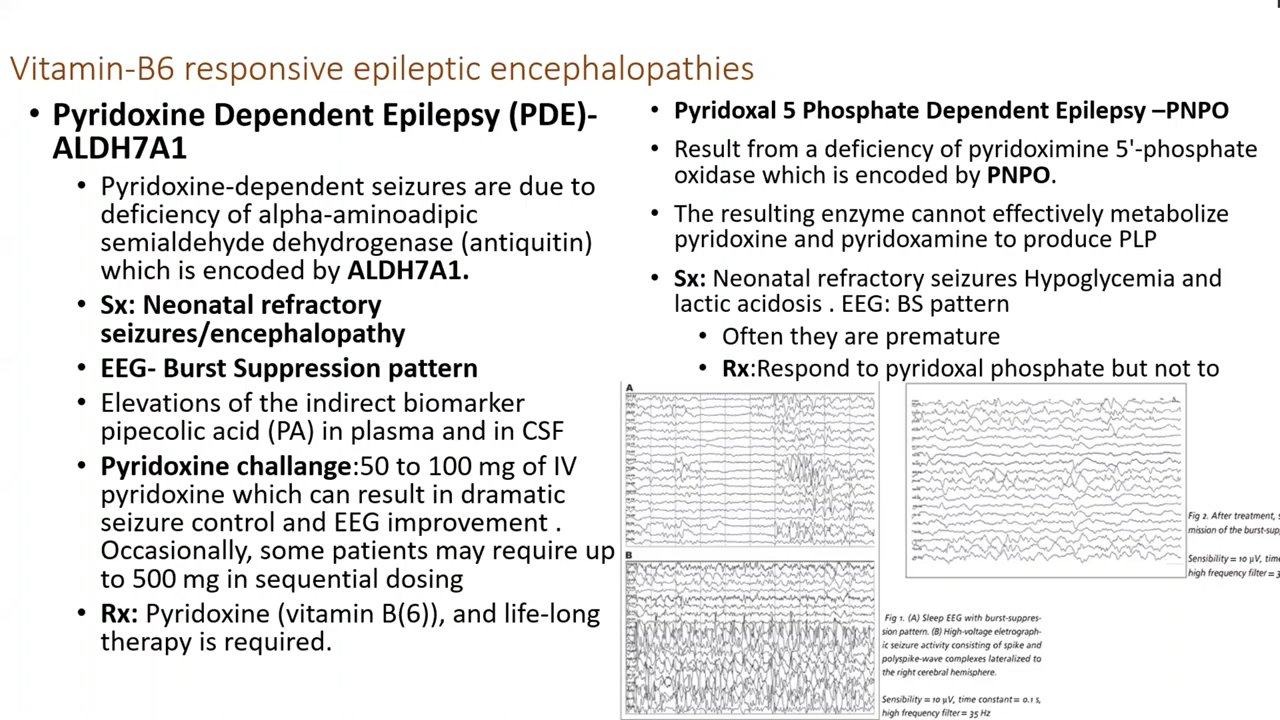 Vitamin-B6 responsive epileptic encephalopathies
• Pyridoxine Dependent Epilepsy (PDE)-
ALDH7A1
• Pyridoxine-dependent seizures are due to
deficiency of alpha-aminoadipic
semialdehyde dehydrogenase (antiquitin)
which is encoded by ALDH7A1.
• Sx: Neonatal refractory
seizures/encephalopathy
• EEG- Burst Suppression pattern
• Elevations of the indirect biomarker
pipecolic acid (PA) in plasma and in CSF
• Pyridoxine challange:50 to 100 mg of IV
pyridoxine which can result in dramatic
seizure control and EEG improvement .
Occasionally, some patients may require up
to 500 mg in sequential dosing
• Rx: Pyridoxine (vitamin B(6)), and life-long
therapy is required.
• Pyridoxal 5 Phosphate Dependent Epilepsy –PNPO
• Result from a deficiency of pyridoximine 5'-phosphate
oxidase which is encoded by PNPO.
• The resulting enzyme cannot effectively metabolize
pyridoxine and pyridoxamine to produce PLP
• Sx: Neonatal refractory seizures Hypoglycemia and
lactic acidosis . EEG: BS pattern
• Often they are premature
• Rx:Respond to pyridoxal phosphate but not to
A
B
Fig 1. (A) Sleep EEG with burst-suppres-
sion pattern. (B) High-voltage eletrograph-
ic seizure activity consisting of spike and
polyspike-wave complexes lateralized to
the right cerebral hemisphere.
Sensibility = 10 µV, time constant = 0.1 s,
high frequency filter = 35 Hz
Fig 2. After treatment,
mission of the burst-sup
Sensibility = 10 µV, tim
high frequency filter =